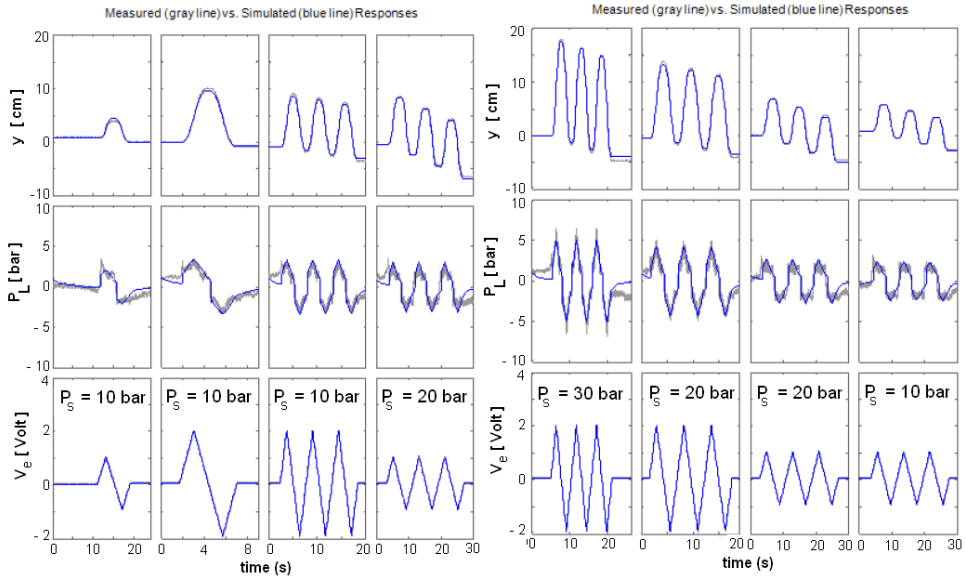 Measured (gray line) vs. Simulated (blue line) Responses
20
10
0
-10
y [ cm ]
10
5
0
-5
-10
P_L [ bar ]
4
2
0
-2
V_e [ Volt ]
P_S = 10 bar
P_S = 10 bar
P_S = 10 bar
P_S = 20 bar
0 10 20
0 4 8
0 10 20
0 10 20 30
time (s)
Measured (gray line) vs. Simulated (blue line) Responses
20
10
0
-10
y [ cm ]
10
5
0
-5
-10
P_L [ bar ]
4
2
0
-2
V_e [ Volt ]
P_S = 30 bar
P_S = 20 bar
P_S = 20 bar
P_S = 10 bar
0 10 20
0 10 20
0 10 20 30
0 10 20 30
time (s)